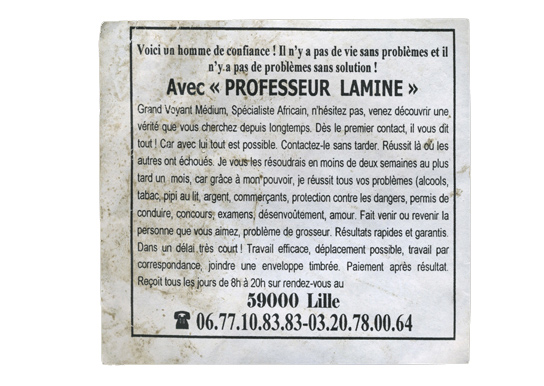 Voici un homme de confiance ! Il n'y a pas de vie sans problèmes et il
n'y.a pas de problèmes sans solution !
Avec « PROFESSEUR LAMINE »
Grand Voyant Médium, Spécialiste Africain, n'hésitez pas, venez découvrir une
vérité que vous cherchez depuis longtemps. Dès le premier contact, il vous dit
tout ! Car avec lui tout est possible. Contactez-le sans tarder. Réussit là où les
autres ont échoués. Je vous les résoudrais en moins de deux semaines au plus
tard un mois, car grâce à mon pouvoir, je réussit tous vos problèmes (alcools,
tabac, pipi au lit, argent, commerçants, protection contre les dangers, permis de
conduire, concours, examens, désenvoûtement, amour. Fait venir ou revenir la
personne que vous aimez, problème de grosseur. Résultats rapides et garantis.
Dans un délai très court ! Travail efficace, déplacement possible, travail par
correspondance, joindre une enveloppe timbrée. Paiement après résultat.
Reçoit tous les jours de 8h à 20h sur rendez-vous au
59000 Lille
☎ 06.77.10.83.83-03.20.78.00.64